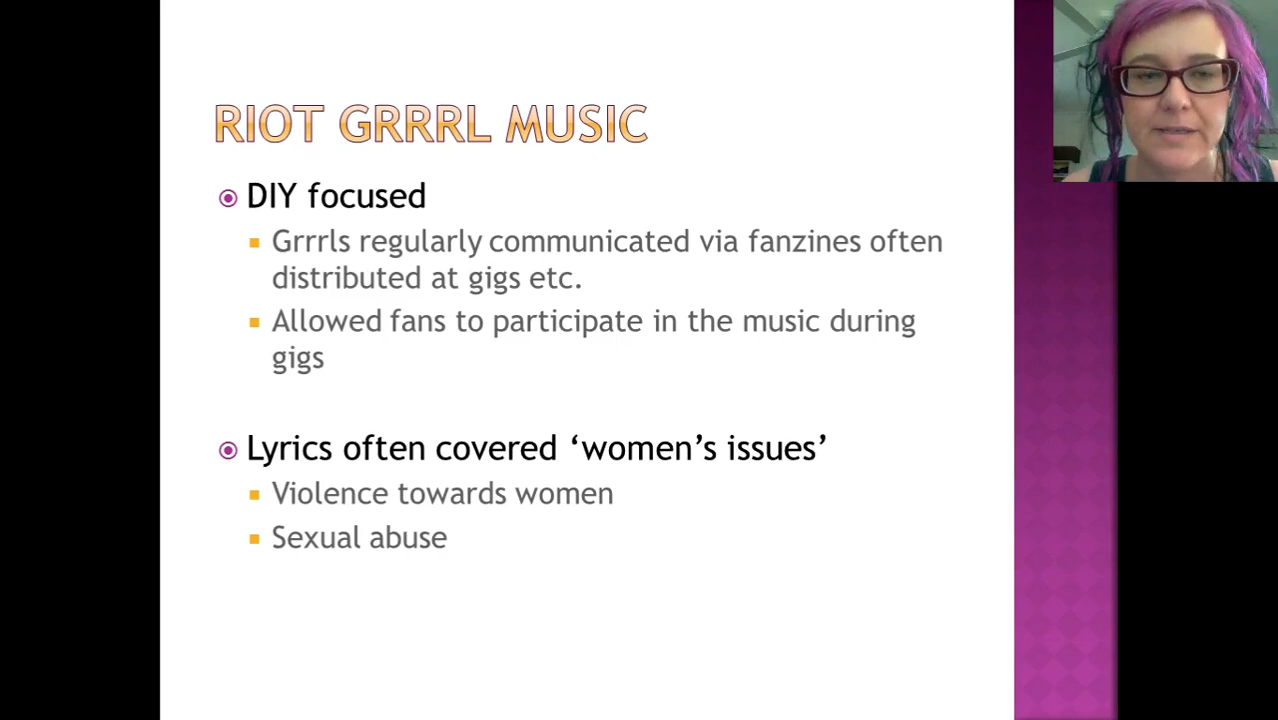 RIOT GRRRL MUSIC
DIY focused
Grrrls regularly communicated via fanzines often
distributed at gigs etc.
Allowed fans to participate in the music during
gigs
Lyrics often covered ‘women’s issues’
Violence towards women
Sexual abuse